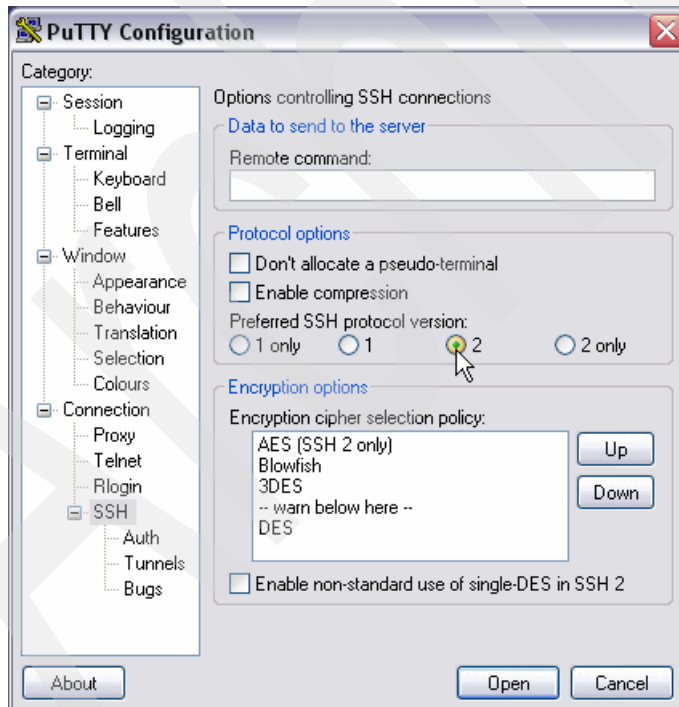 PuTTY Configuration
Category:
Session
Logging
Terminal
Keyboard
Bell
Features
Window
Appearance
Behaviour
Translation
Selection
Colours
Connection
Proxy
Telnet
Rlogin
SSH
Auth
Tunnels
Bugs
Options controlling SSH connections
Data to send to the server
Remote command:
Protocol options
Don't allocate a pseudo-terminal
Enable compression
Preferred SSH protocol version:
1 only 1 2 2 only
Encryption options
Encryption cipher selection policy:
AES (SSH 2 only)
Blowfish
3DES
-- warn below here --
DES
Up
Down
Enable non-standard use of single-DES in SSH 2
About Open Cancel